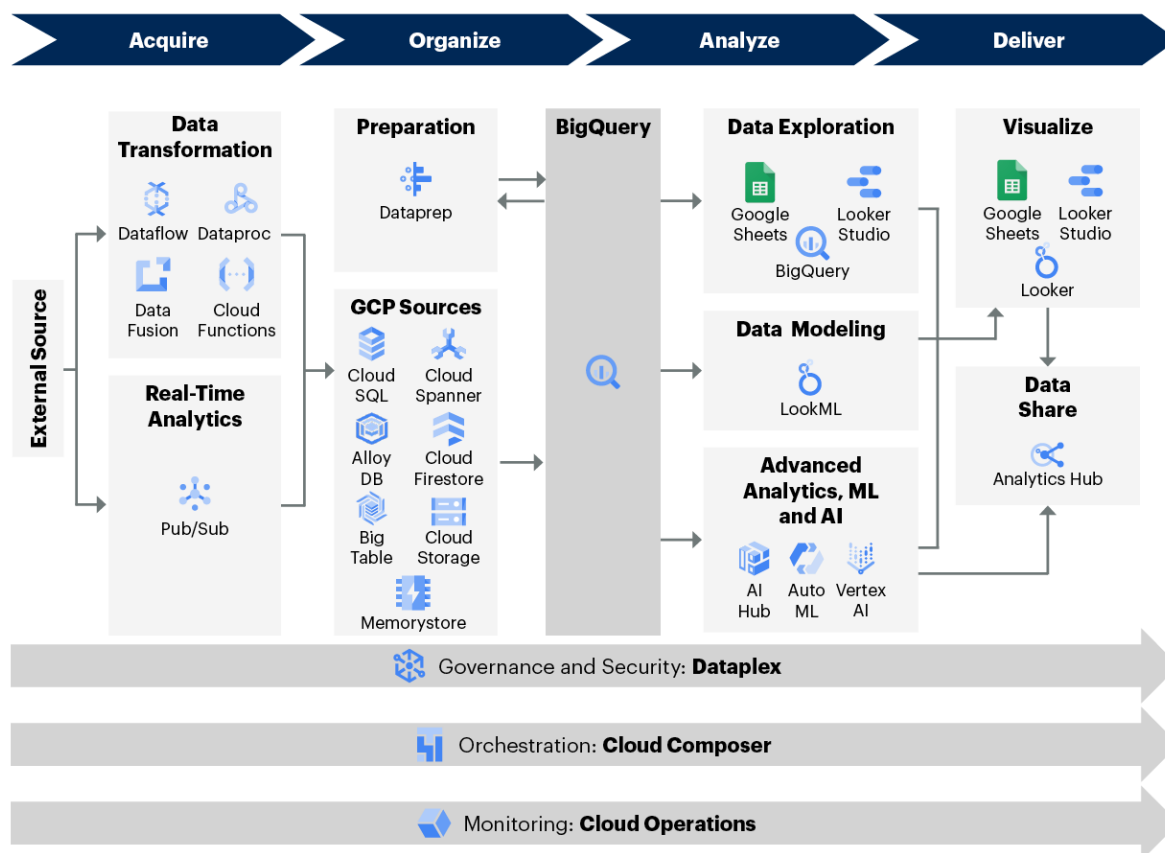 Acquire
Organize
Analyze
Deliver
External Source
Data
Transformation
Dataflow
Dataproc
Data
Fusion
Cloud
Functions
Real-Time
Analytics
Pub/Sub
Preparation
Dataprep
GCP Sources
Cloud
SQL
Cloud
Spanner
Alloy
DB
Cloud
Firestore
Big
Table
Cloud
Storage
Memorystore
BigQuery
Data Exploration
Google
Sheets
Looker
Studio
BigQuery
Data Modeling
LookML
Advanced
Analytics, ML
and AI
AI
Hub
Auto
ML
Vertex
AI
Visualize
Google
Sheets
Looker
Studio
Looker
Data
Share
Analytics Hub
Governance and Security: Dataplex
Orchestration: Cloud Composer
Monitoring: Cloud Operations